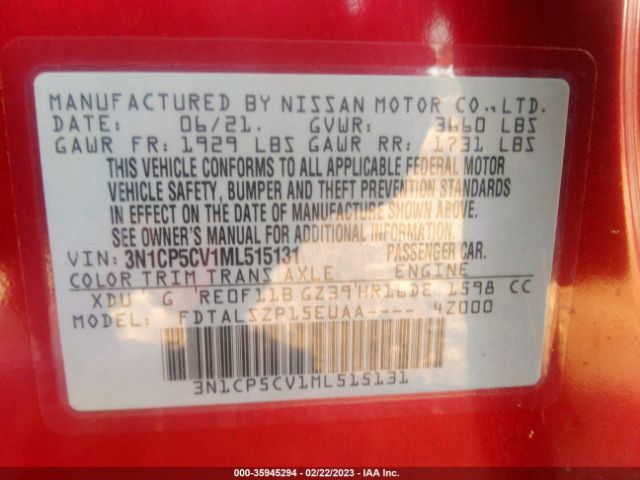 MANUFACTURED BY NISSAN MOTOR CO.,LTD.
DATE: 06/21. GVWR: 3660 LBS
GAWR FR: 1929 LBS GAWR RR: 1731 LBS
THIS VEHICLE CONFORMS TO ALL APPLICABLE FEDERAL MOTOR
VEHICLE SAFETY, BUMPER AND THEFT PREVENTION STANDARDS
IN EFFECT ON THE DATE OF MANUFACTURE SHOWN ABOVE.
SEE OWNER'S MANUAL FOR ADDITIONAL INFORMATION.
VIN: 3N1CP5CV1ML515131 PASSENGER CAR.
COLOR TRIM TRANS AXLE ENGINE
XDU G RE0F11B GZ39 HR16DE 1598 CC
MODEL: FDTALSZP15EUAA---- 4Z000
3N1CP5CV1ML515131
000-35945294 - 02/22/2023 - IAA Inc.